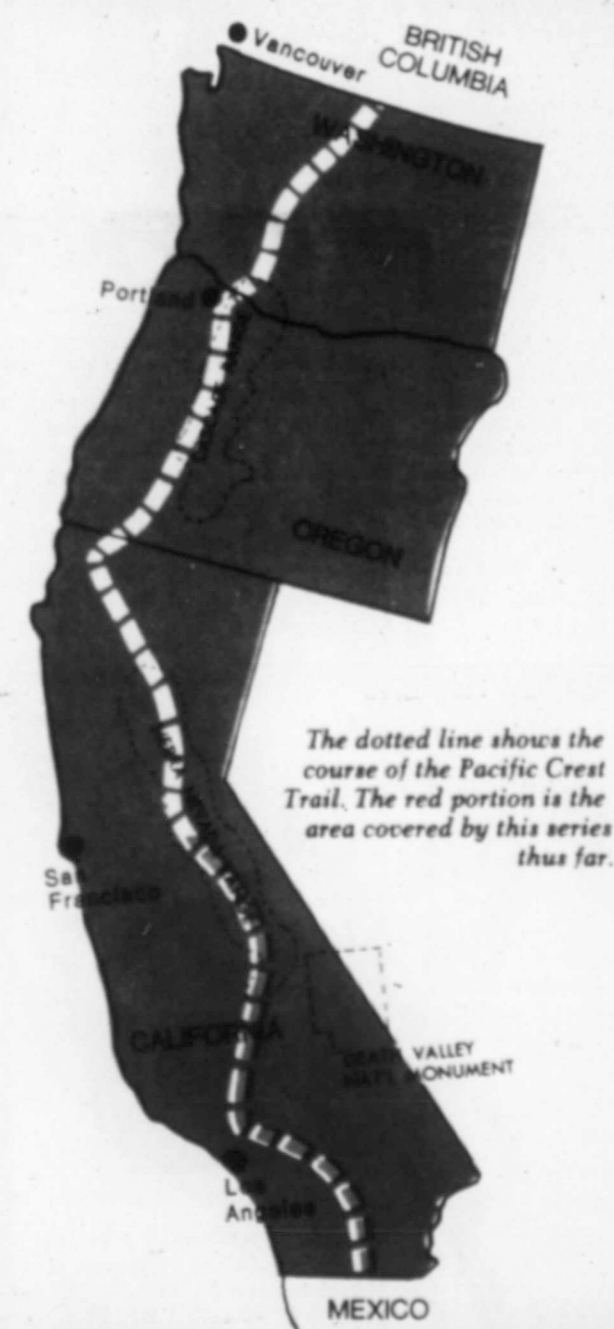 Vancouver
BRITISH
COLUMBIA
WASHINGTON
Portland
OREGON
The dotted line shows the
course of the Pacific Crest
Trail. The red portion is the
area covered by this series
thus far.
San
Francisco
CALIFORNIA
DEATH VALLEY
NAT'L MONUMENT
Los
Angeles
MEXICO